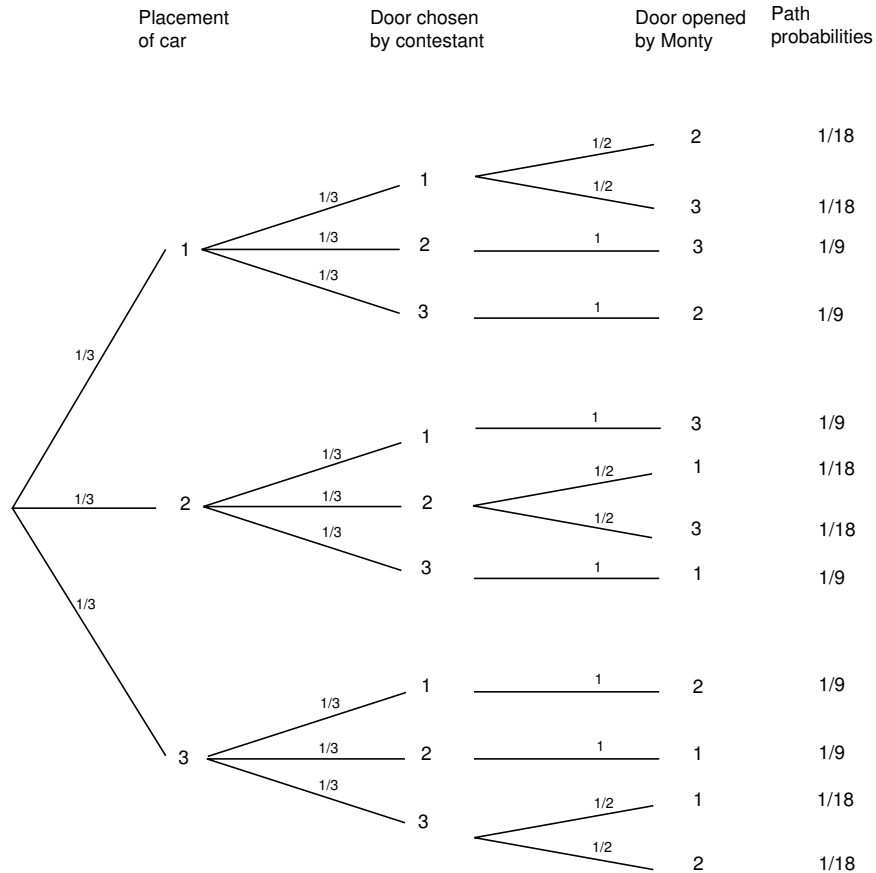 Placement of car
Door chosen by contestant
Door opened by Monty
Path probabilities
1/2 2 1/18
1
1/3 1/2
3 1/18
1 1/3 2 1 3 1/9
1/3
3 1 2 1/9
1/3
1 1 3 1/9
1/3 1/2 1 1/18
1/3 2 1/3 2
1/2 3 1/18
1/3
3 1 1 1/9
1/3
1 1 2 1/9
1/3
3 1/3 2 1 1 1/9
1/3
3 1/2 1 1/18
1/2
2 1/18